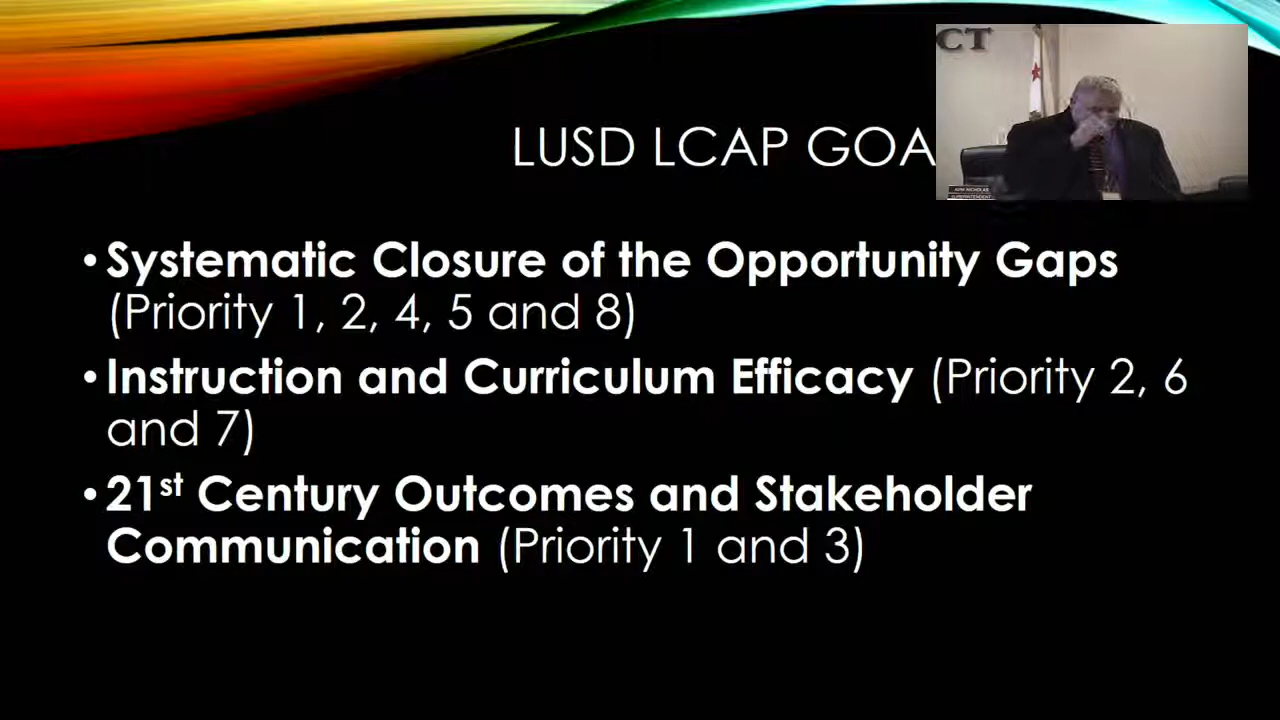 CT
LUSD LCAP GOA
• Systematic Closure of the Opportunity Gaps
(Priority 1, 2, 4, 5 and 8)
• Instruction and Curriculum Efficacy (Priority 2, 6
and 7)
• 21st Century Outcomes and Stakeholder
Communication (Priority 1 and 3)
SUPERINTENDENT